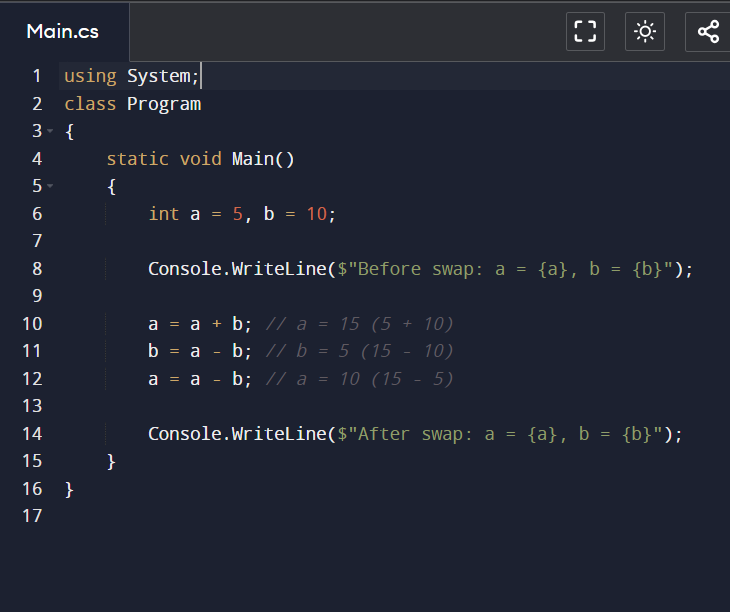 Main.cs
1 using System;
2 class Program
3 {
4     static void Main()
5     {
6         int a = 5, b = 10;
7
8         Console.WriteLine($"Before swap: a = {a}, b = {b}");
9
10         a = a + b; // a = 15 (5 + 10)
11         b = a - b; // b = 5 (15 - 10)
12         a = a - b; // a = 10 (15 - 5)
13
14         Console.WriteLine($"After swap: a = {a}, b = {b}");
15     }
16 }
17